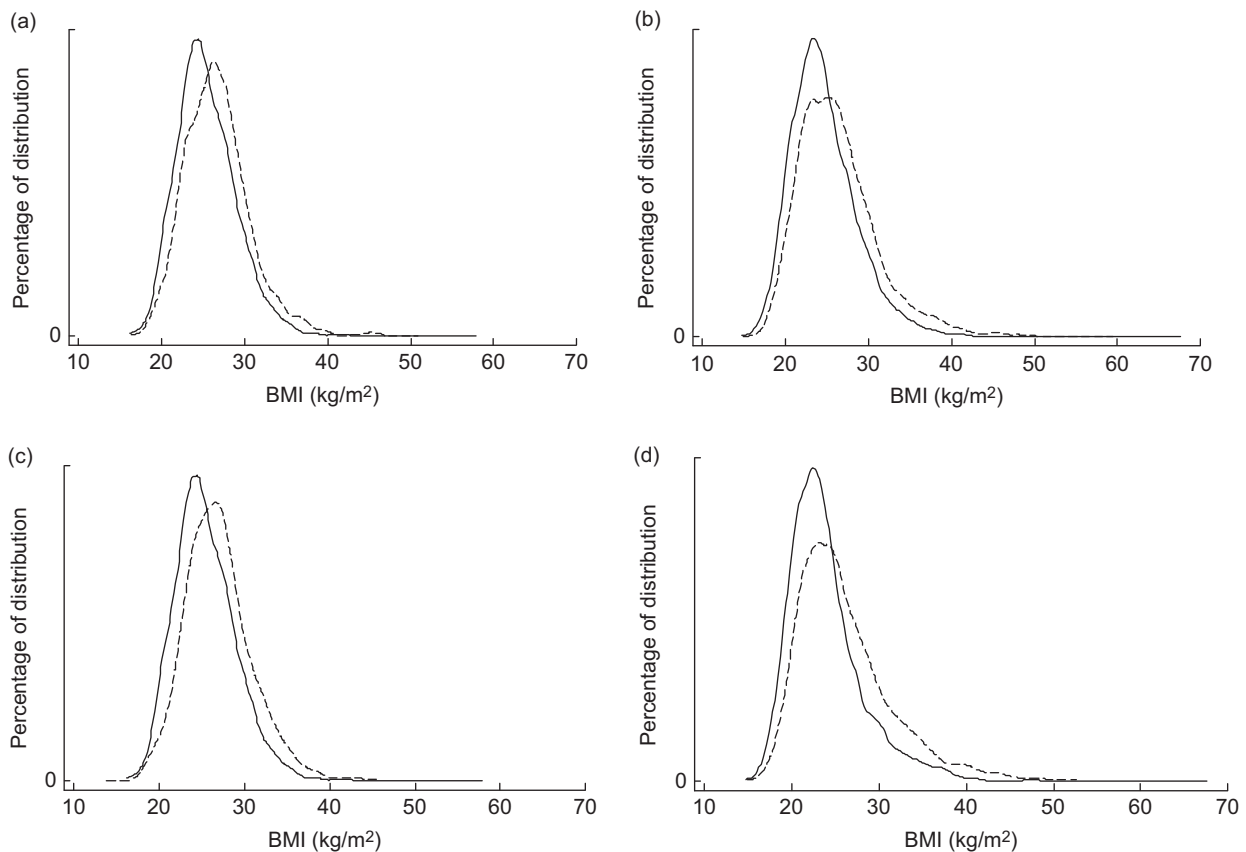 (a)
Percentage of distribution
0
10 20 30 40 50 60 70
BMI (kg/m²)
(b)
Percentage of distribution
0
10 20 30 40 50 60 70
BMI (kg/m²)
(c)
Percentage of distribution
0
10 20 30 40 50 60 70
BMI (kg/m²)
(d)
Percentage of distribution
0
10 20 30 40 50 60 70
BMI (kg/m²)